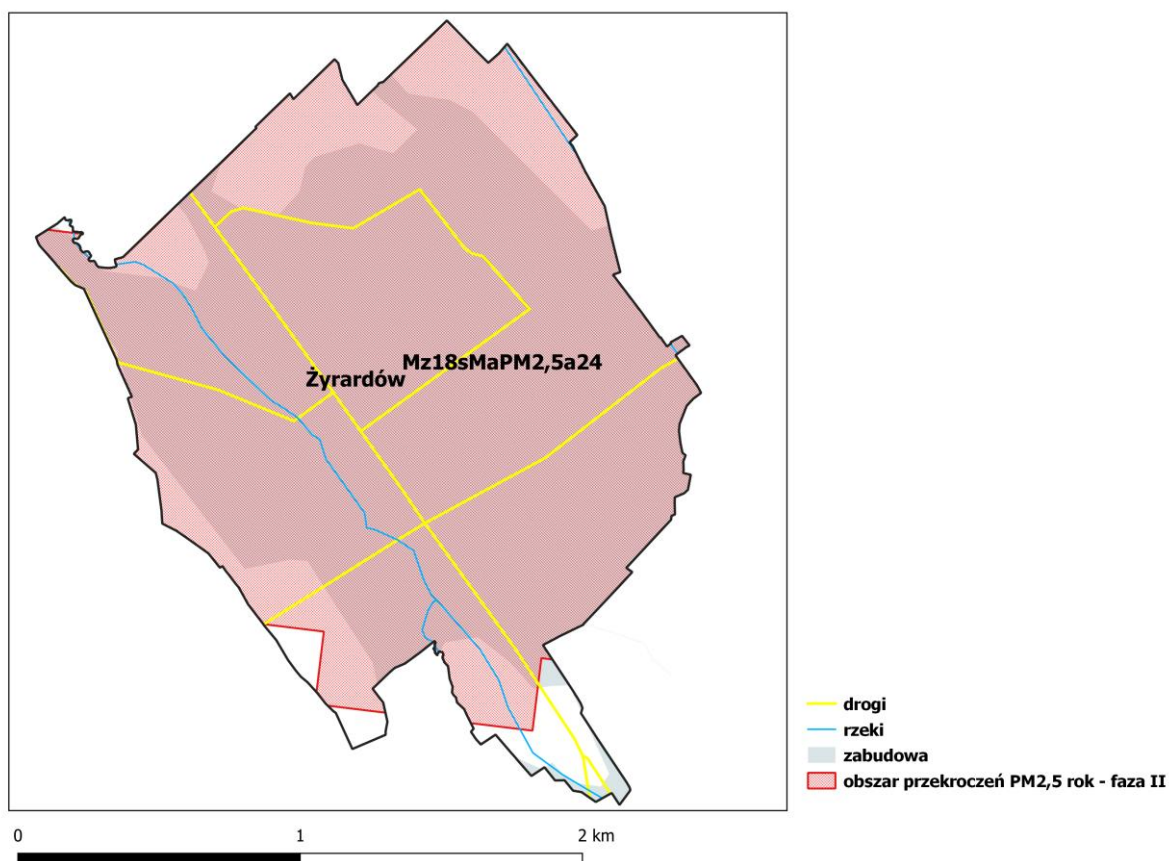 Mz18sMaPM2,5a24
Żyrardów
drogi
rzeki
zabudowa
obszar przekroczeń PM2,5 rok - faza II
0 1 2 km